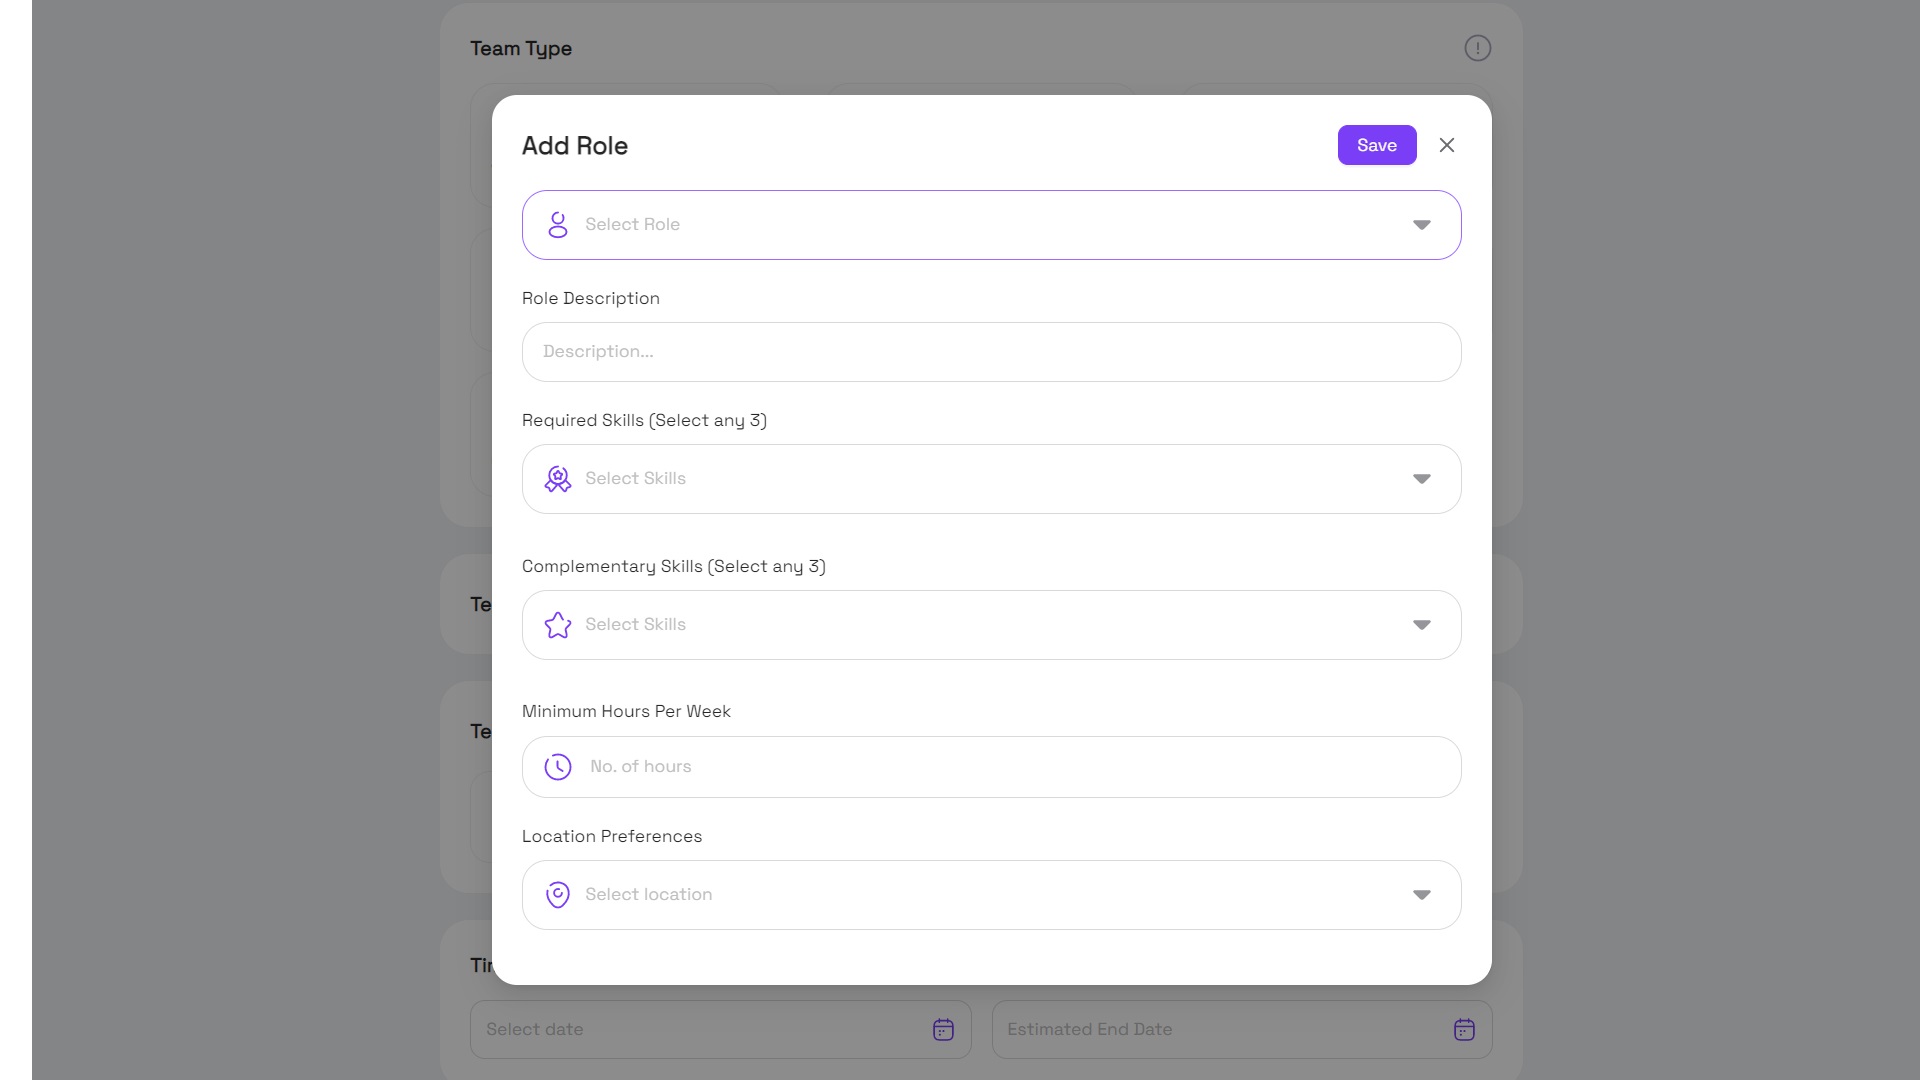 Team Type
Add Role
Save
Select Role
Role Description
Description...
Required Skills (Select any 3)
Select Skills
Complementary Skills (Select any 3)
Select Skills
Te
Minimum Hours Per Week
Te
No. of hours
Location Preferences
Select location
Select date
Estimated End Date